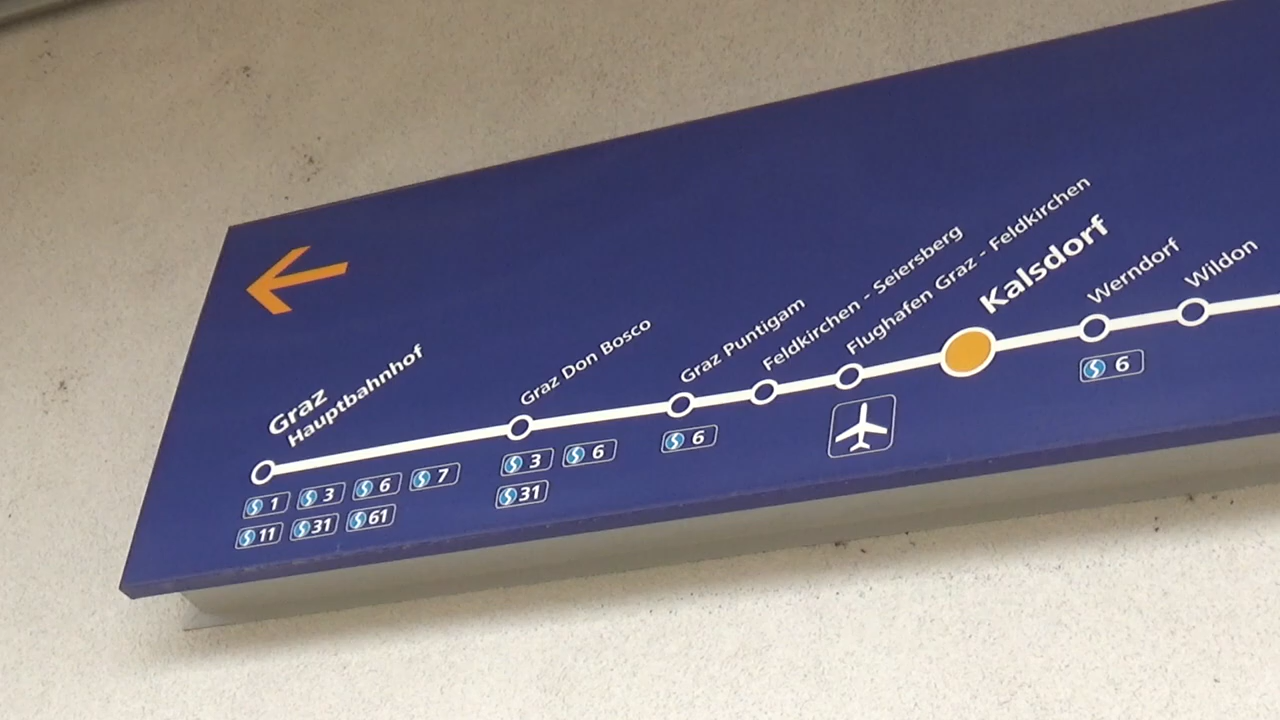 Graz
Hauptbahnhof
Graz Don Bosco
Graz Puntigam
Feldkirchen - Seiersberg
Flughafen Graz - Feldkirchen
Kalsdorf
Werndorf
Wildon
S 1 S 3 S 6 S 7
S 11 S 31 S 61
S 3 S 6
S 31
S 6
S 6